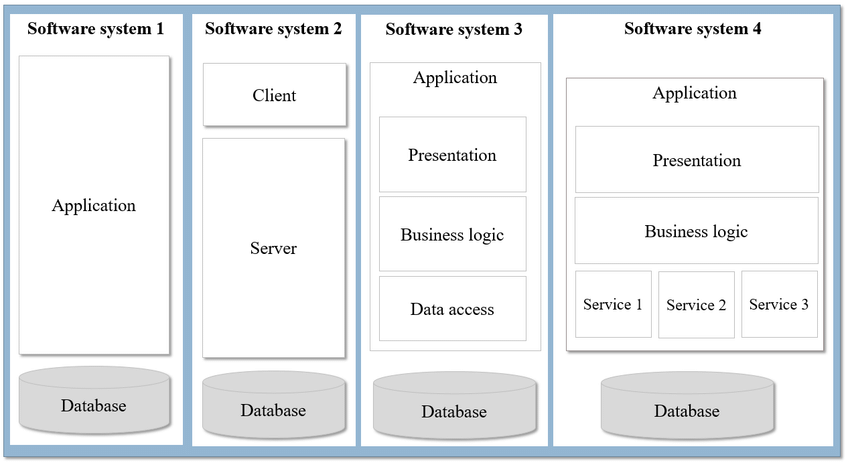 Software system 1
Application
Database
Software system 2
Client
Server
Database
Software system 3
Application
Presentation
Business logic
Data access
Database
Software system 4
Application
Presentation
Business logic
Service 1
Service 2
Service 3
Database